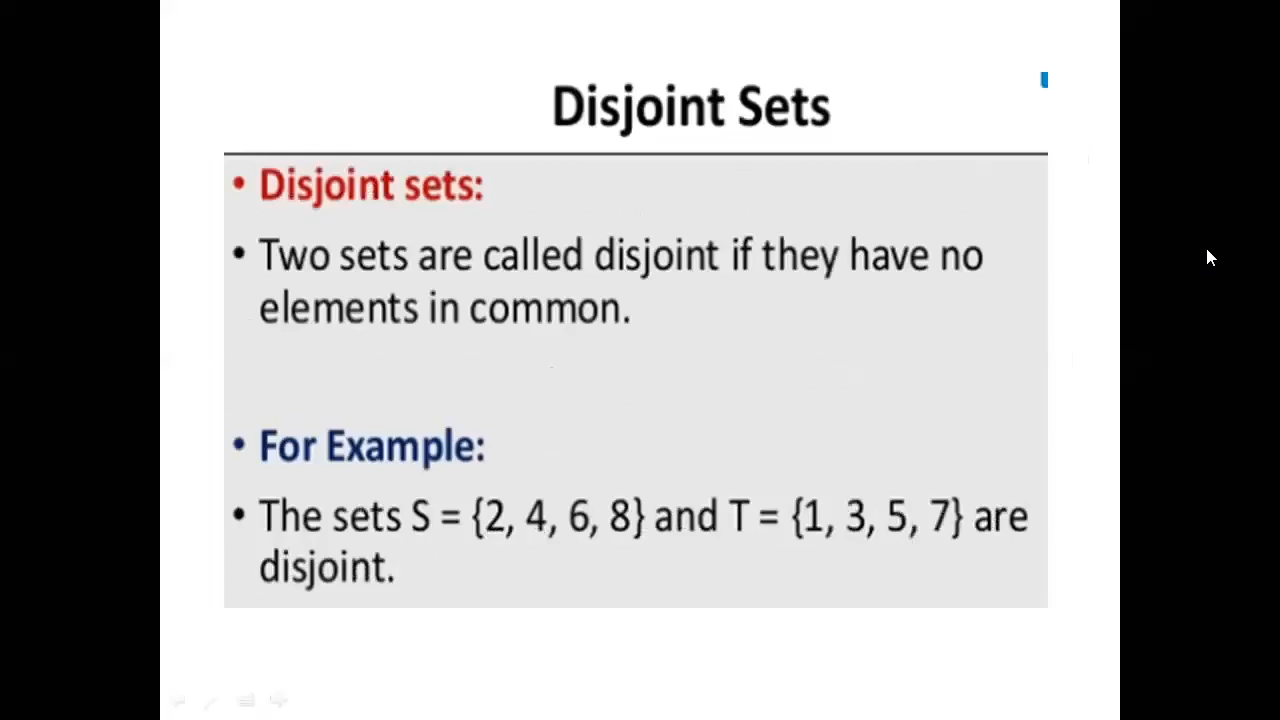 Disjoint Sets
• Disjoint sets:
• Two sets are called disjoint if they have no
elements in common.
• For Example:
• The sets S = {2, 4, 6, 8} and T = {1, 3, 5, 7} are
disjoint.